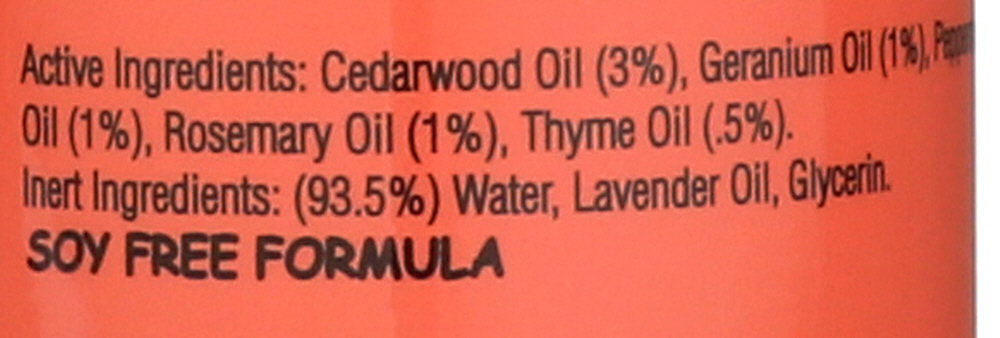 Active Ingredients: Cedarwood Oil (3%), Geranium Oil (1%),
Oil (1%), Rosemary Oil (1%), Thyme Oil (.5%).
Inert Ingredients: (93.5%) Water, Lavender Oil, Glycerin.
SOY FREE FORMULA